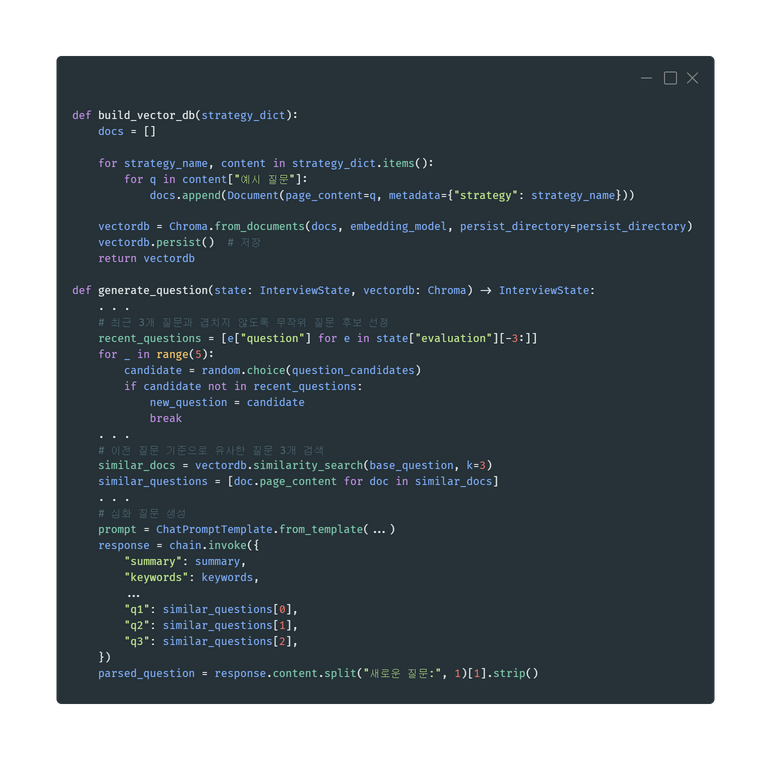 def build_vector_db(strategy_dict):
    docs = []
    for strategy_name, content in strategy_dict.items():
        for q in content["예시 질문"]:
            docs.append(Document(page_content=q, metadata={"strategy": strategy_name}))
    vectordb = Chroma.from_documents(docs, embedding_model, persist_directory=persist_directory)
    vectordb.persist()  # 저장
    return vectordb
def generate_question(state: InterviewState, vectordb: Chroma) -> InterviewState:
    . . .
    # 최근 3개 질문과 겹치지 않도록 무작위 질문 후보 선정
    recent_questions = [e["question"] for e in state["evaluation"][-3:]]
    for _ in range(5):
        candidate = random.choice(question_candidates)
        if candidate not in recent_questions:
            new_question = candidate
            break
    . . .
    # 이전 질문 기준으로 유사한 질문 3개 검색
    similar_docs = vectordb.similarity_search(base_question, k=3)
    similar_questions = [doc.page_content for doc in similar_docs]
    . . .
    # 심화 질문 생성
    prompt = ChatPromptTemplate.from_template(...)
    response = chain.invoke({
        "summary": summary,
        "keywords": keywords,
        ...
        "q1": similar_questions[0],
        "q2": similar_questions[1],
        "q3": similar_questions[2],
    })
    parsed_question = response.content.split("새로운 질문:", 1)[1].strip()